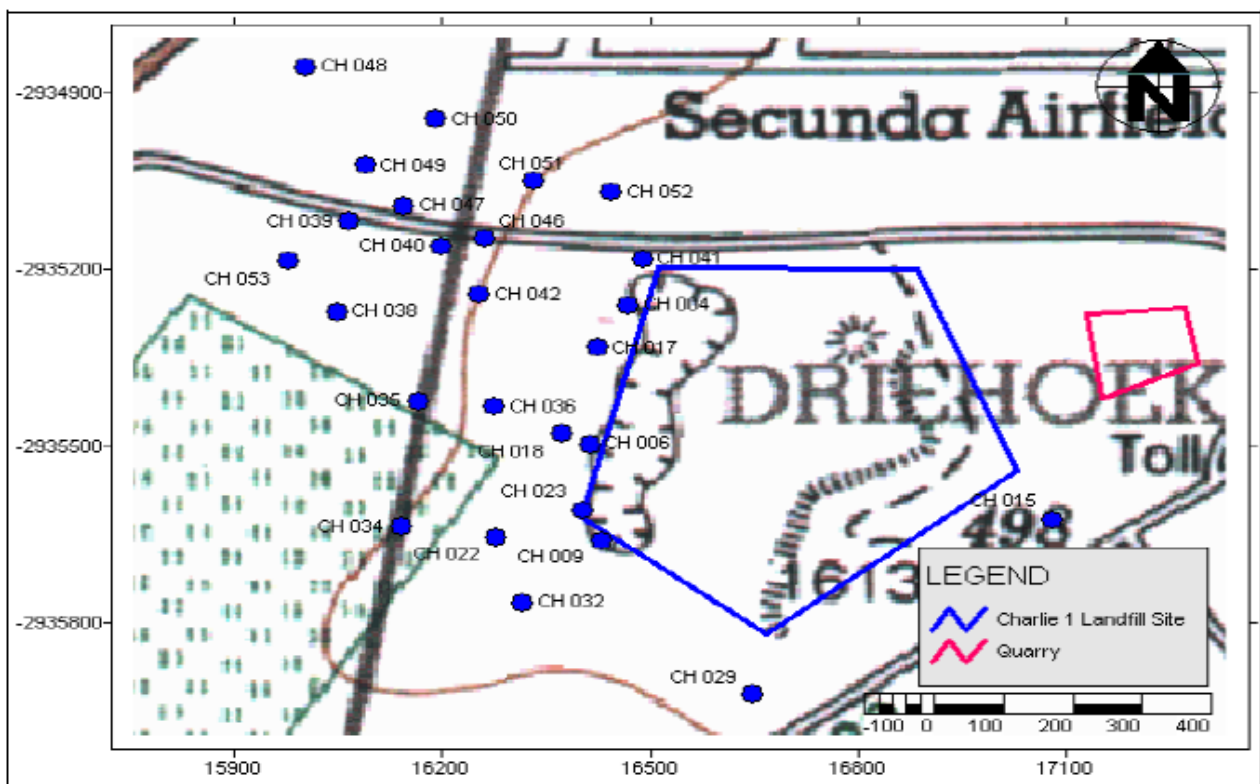 N
CH 048
-2934900
Secunda Airfield
CH 050
CH 049
CH 051
CH 052
CH 047
CH 039
CH 046
CH 040
-2935200
CH 041
CH 053
CH 042
CH 004
CH 038
CH 017
DRIEHOEK
CH 035
CH 036
-2935500
CH 018
CH 006
Toll
CH 023
CH 015
498
CH 034
CH 022
CH 009
1613
LEGEND
CH 032
Charlie 1 Landfill Site
-2935800
Quarry
CH 029
-100 0 100 200 300 400
15900 16200 16500 16800 17100